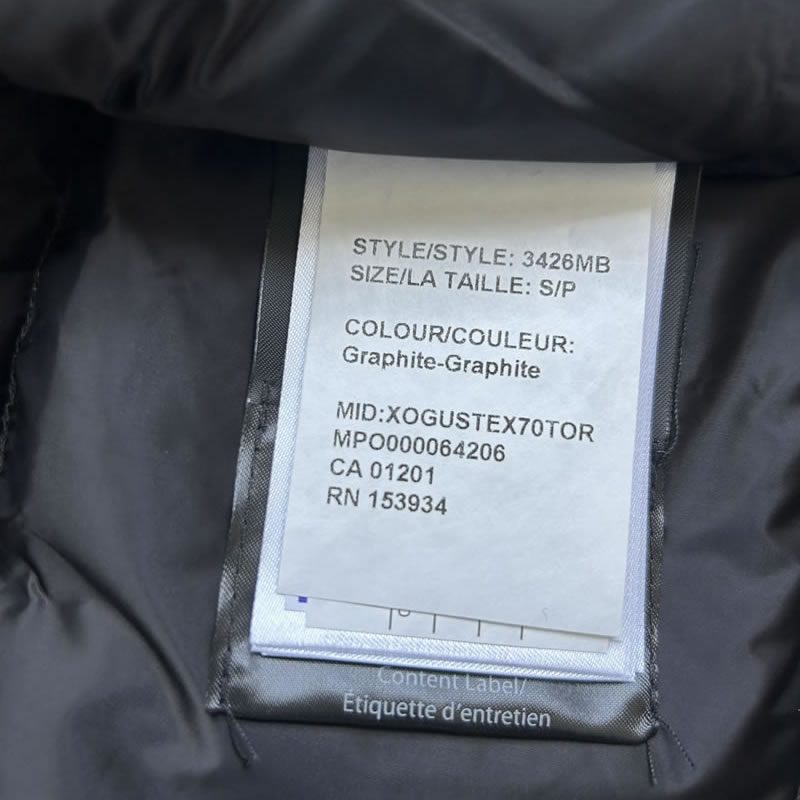 STYLE/STYLE: 3426MB
SIZE/LA TAILLE: S/P
COLOUR/COULEUR:
Graphite-Graphite
MID:XOGUSTEX70TOR
MPO000064206
CA 01201
RN 153934
Content Label/
Étiquette d'entretien